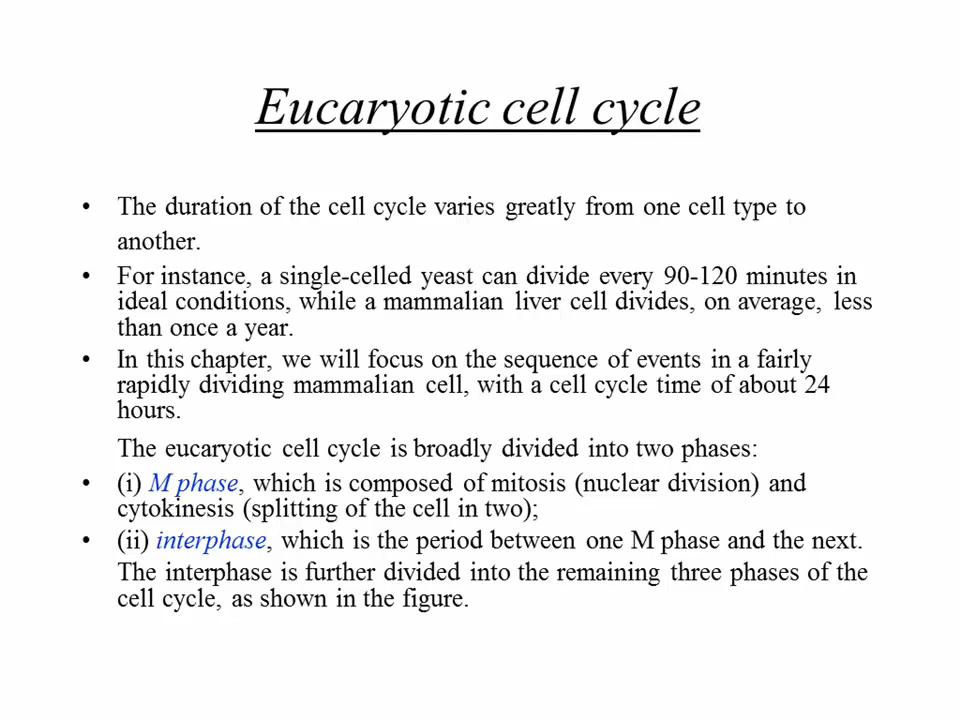 Eucaryotic cell cycle
• The duration of the cell cycle varies greatly from one cell type to
another.
• For instance, a single-celled yeast can divide every 90-120 minutes in
ideal conditions, while a mammalian liver cell divides, on average, less
than once a year.
• In this chapter, we will focus on the sequence of events in a fairly
rapidly dividing mammalian cell, with a cell cycle time of about 24
hours.
The eucaryotic cell cycle is broadly divided into two phases:
• (i) M phase, which is composed of mitosis (nuclear division) and
cytokinesis (splitting of the cell in two);
• (ii) interphase, which is the period between one M phase and the next.
The interphase is further divided into the remaining three phases of the
cell cycle, as shown in the figure.